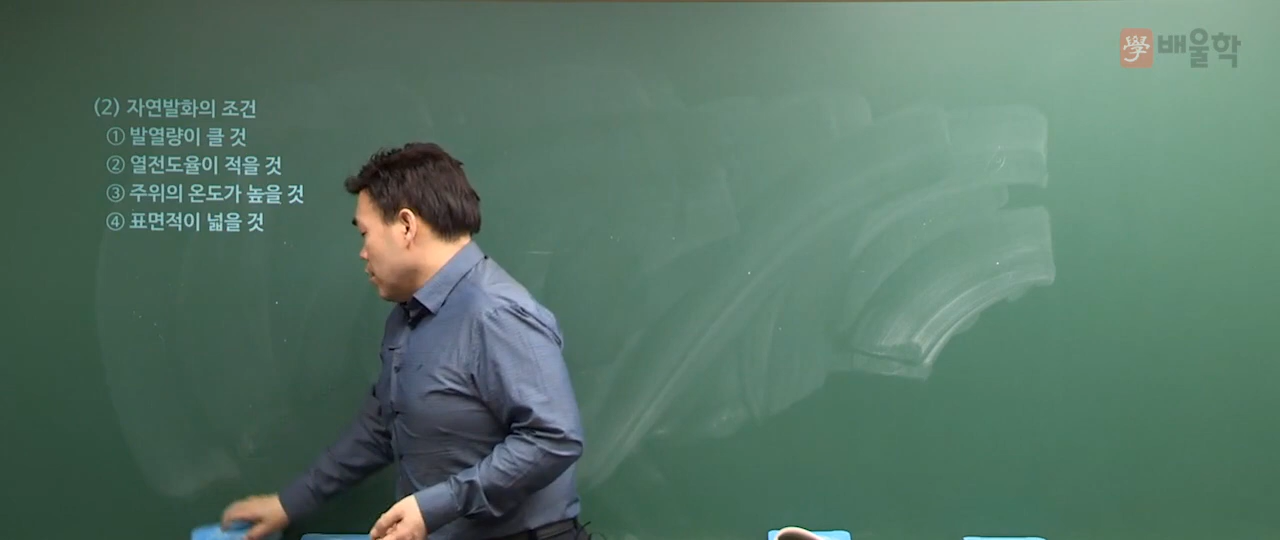 學 배울학
(2) 자연발화의 조건
① 발열량이 클 것
② 열전도율이 적을 것
③ 주위의 온도가 높을 것
④ 표면적이 넓을 것